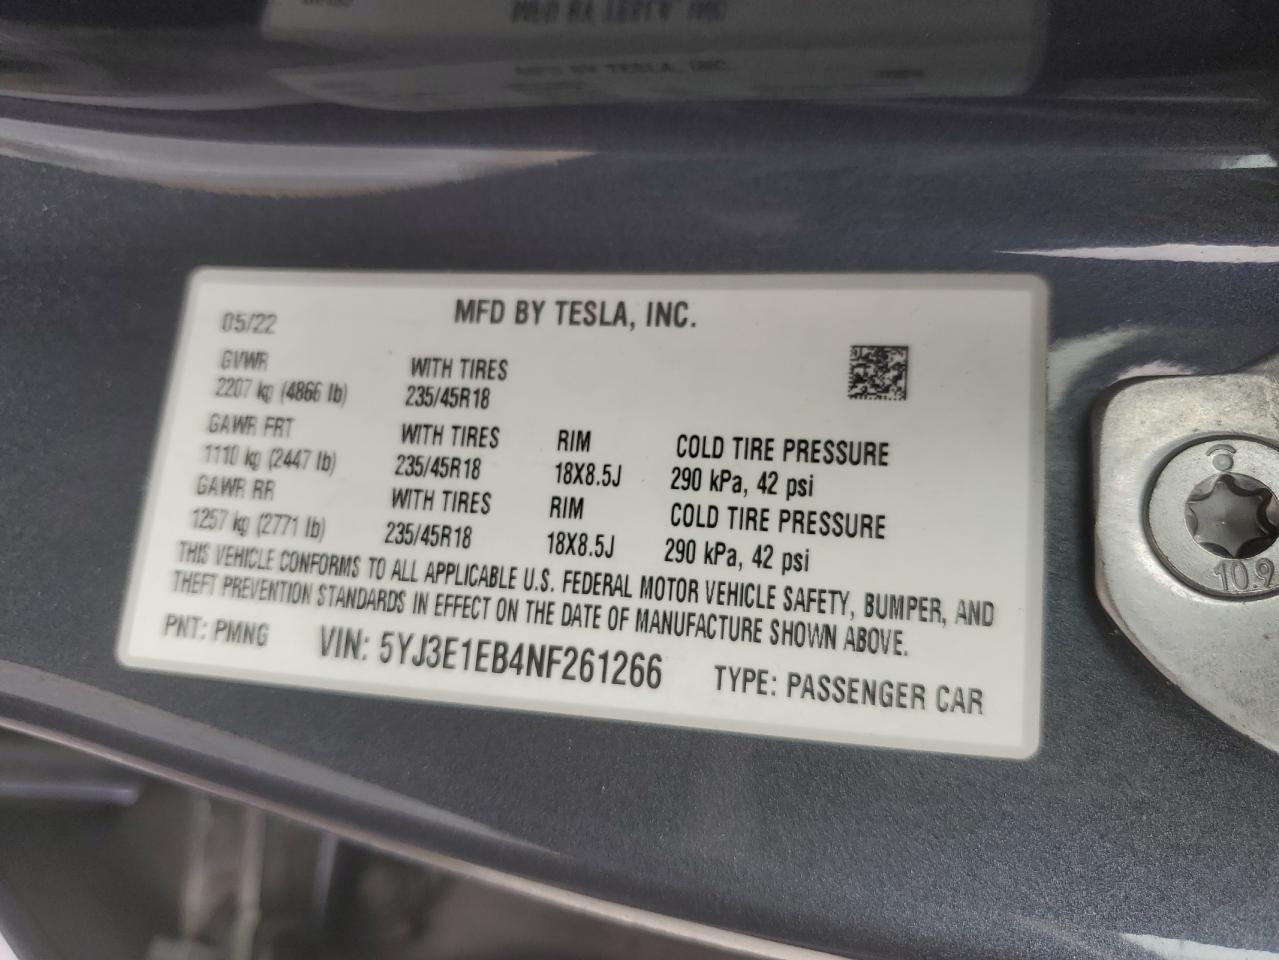 MFD BY TESLA, INC.
05/22 MFD BY TESLA, INC.
GVWR WITH TIRES
2207 kg (4866 lb) 235/45R18
GAWR FRT WITH TIRES RIM COLD TIRE PRESSURE
1110 kg (2447 lb) 235/45R18 18X8.5J 290 kPa, 42 psi
GAWR RR WITH TIRES RIM COLD TIRE PRESSURE
1257 kg (2771 lb) 235/45R18 18X8.5J 290 kPa, 42 psi
THIS VEHICLE CONFORMS TO ALL APPLICABLE U.S. FEDERAL MOTOR VEHICLE SAFETY, BUMPER, AND
THEFT PREVENTION STANDARDS IN EFFECT ON THE DATE OF MANUFACTURE SHOWN ABOVE.
PNT: PMNG VIN: 5YJ3E1EB4NF261266 TYPE: PASSENGER CAR
10.9